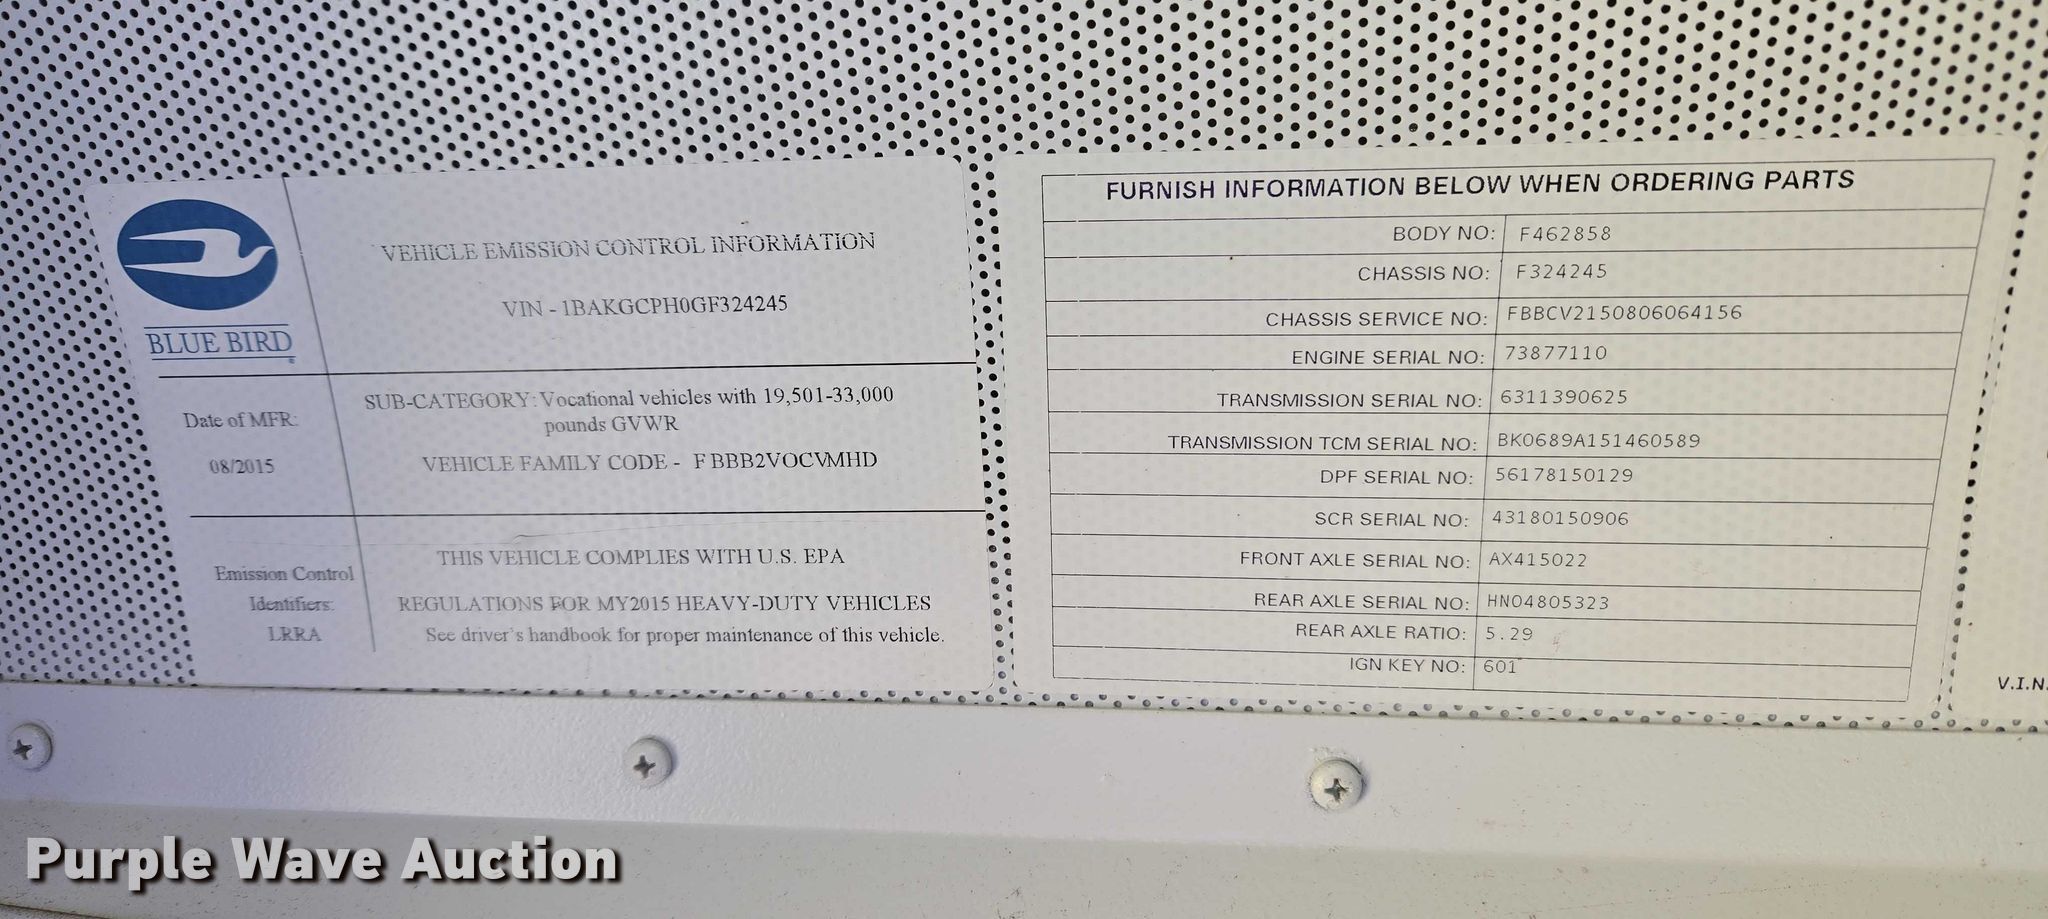 BLUE BIRD
VEHICLE EMISSION CONTROL INFORMATION
VIN - 1BAKGCPH0GF324245
Date of MFR:
08/2015
SUB-CATEGORY: Vocational vehicles with 19,501-33,000
pounds GVWR
VEHICLE FAMILY CODE - FBBB2VOCVMHD
Emission Control
Identifiers:
LRRA
THIS VEHICLE COMPLIES WITH U.S. EPA
REGULATIONS FOR MY2015 HEAVY-DUTY VEHICLES
See driver's handbook for proper maintenance of this vehicle.
FURNISH INFORMATION BELOW WHEN ORDERING PARTS
BODY NO: F462858
CHASSIS NO: F324245
CHASSIS SERVICE NO: FBBCV2150806064156
ENGINE SERIAL NO: 73877110
TRANSMISSION SERIAL NO: 6311390625
TRANSMISSION TCM SERIAL NO: BK0689A151460589
DPF SERIAL NO: 56178150129
SCR SERIAL NO: 43180150906
FRONT AXLE SERIAL NO: AX415022
REAR AXLE SERIAL NO: HN04805323
REAR AXLE RATIO: 5.29
IGN KEY NO: 601
V.I.N.
Purple Wave Auction